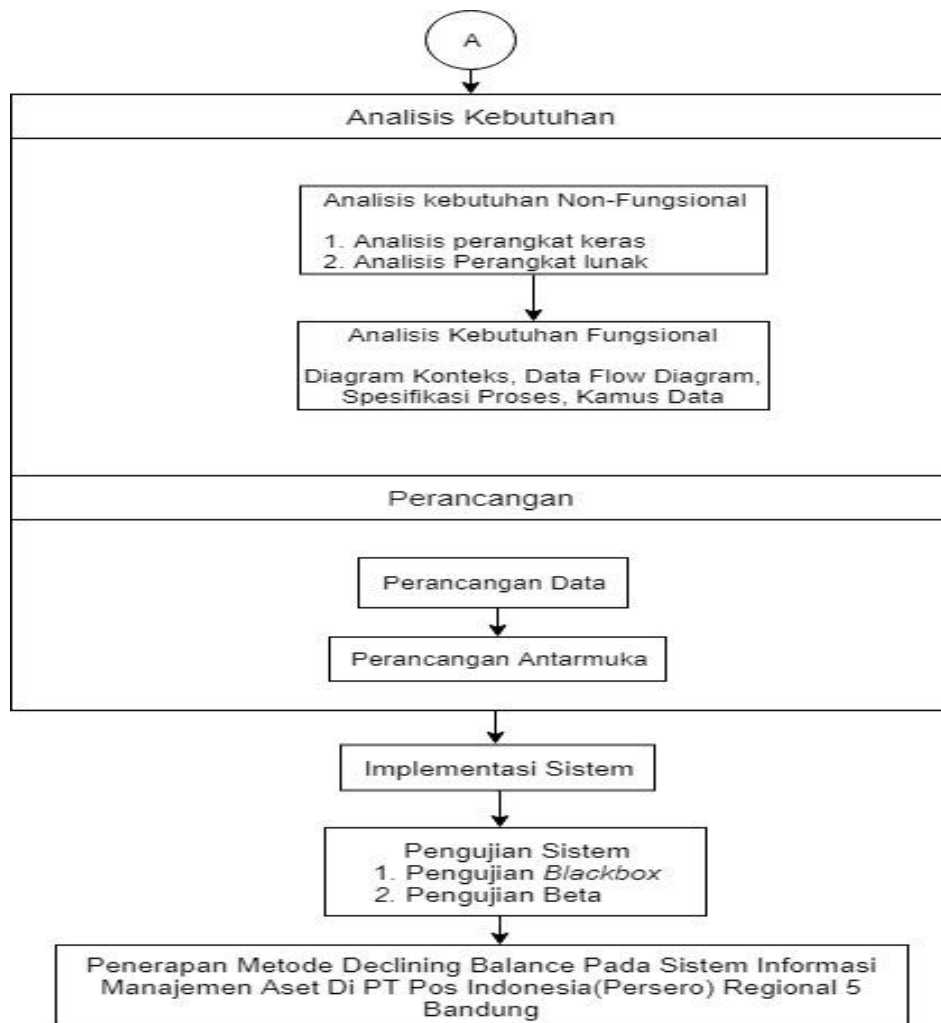 A
Analisis Kebutuhan
Analisis kebutuhan Non-Fungsional
1. Analisis perangkat keras
2. Analisis Perangkat lunak
Analisis Kebutuhan Fungsional
Diagram Konteks, Data Flow Diagram,
Spesifikasi Proses, Kamus Data
Perancangan
Perancangan Data
Perancangan Antarmuka
Implementasi Sistem
Pengujian Sistem
1. Pengujian Blackbox
2. Pengujian Beta
Penerapan Metode Declining Balance Pada Sistem Informasi
Manajemen Aset Di PT Pos Indonesia(Persero) Regional 5
Bandung